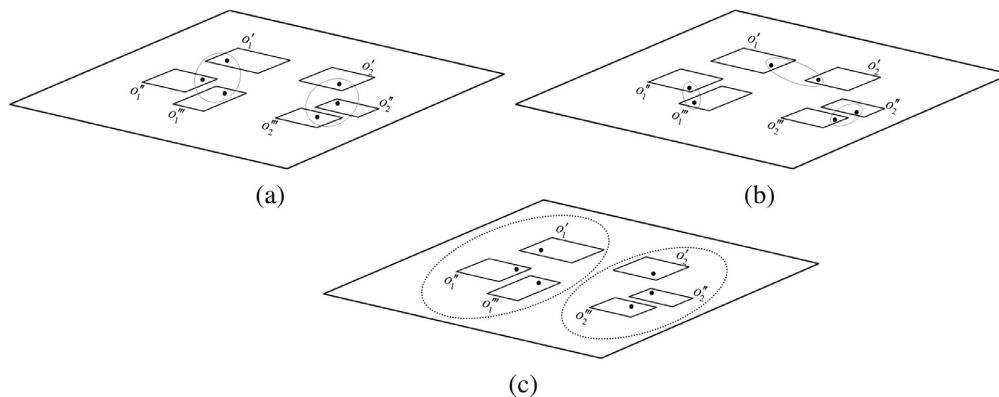 o₁′
o₂′
o₁″
o₂″
o₁‴
o₂‴
(a)
o₁′
o₂′
o₁″
o₂″
o₁‴
o₂‴
(b)
o₁′
o₂′
o₁″
o₂″
o₁‴
o₂‴
(c)